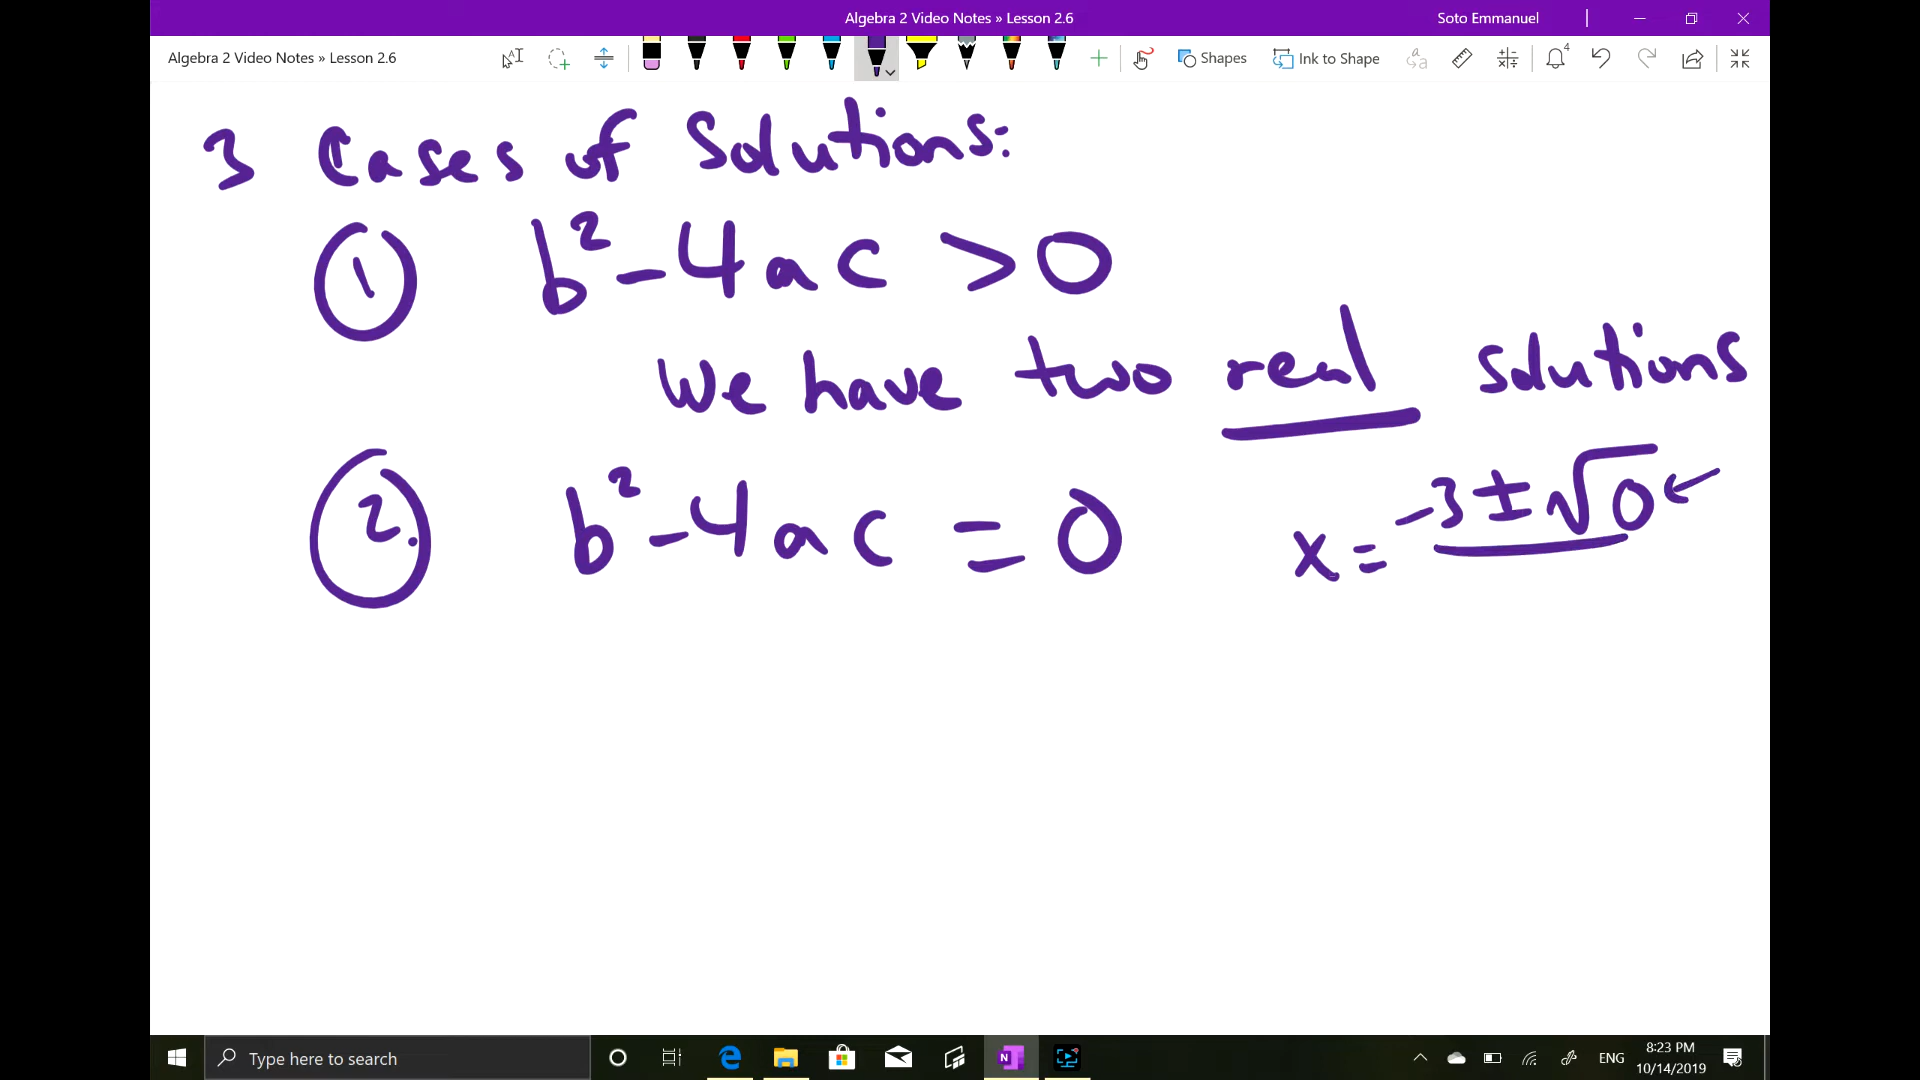 Algebra 2 Video Notes » Lesson 2.6
Soto Emmanuel
Algebra 2 Video Notes » Lesson 2.6
Shapes
Ink to Shape
4
3 Cases of Solutions:
1 b² - 4ac > 0
We have two real solutions
2. b² - 4ac = 0 x = -3 ± √0 ←
Type here to search
ENG
8:23 PM
10/14/2019